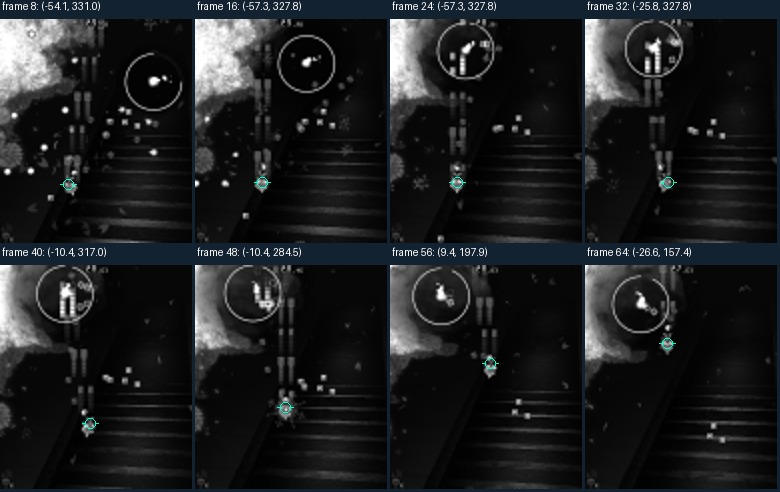 frame 8: (-54.1, 331.0)
frame 16: (-57.3, 327.8)
frame 24: (-57.3, 327.8)
frame 32: (-25.8, 327.8)
frame 40: (-10.4, 317.0)
frame 48: (-10.4, 284.5)
frame 56: (9.4, 197.9)
frame 64: (-26.6, 157.4)